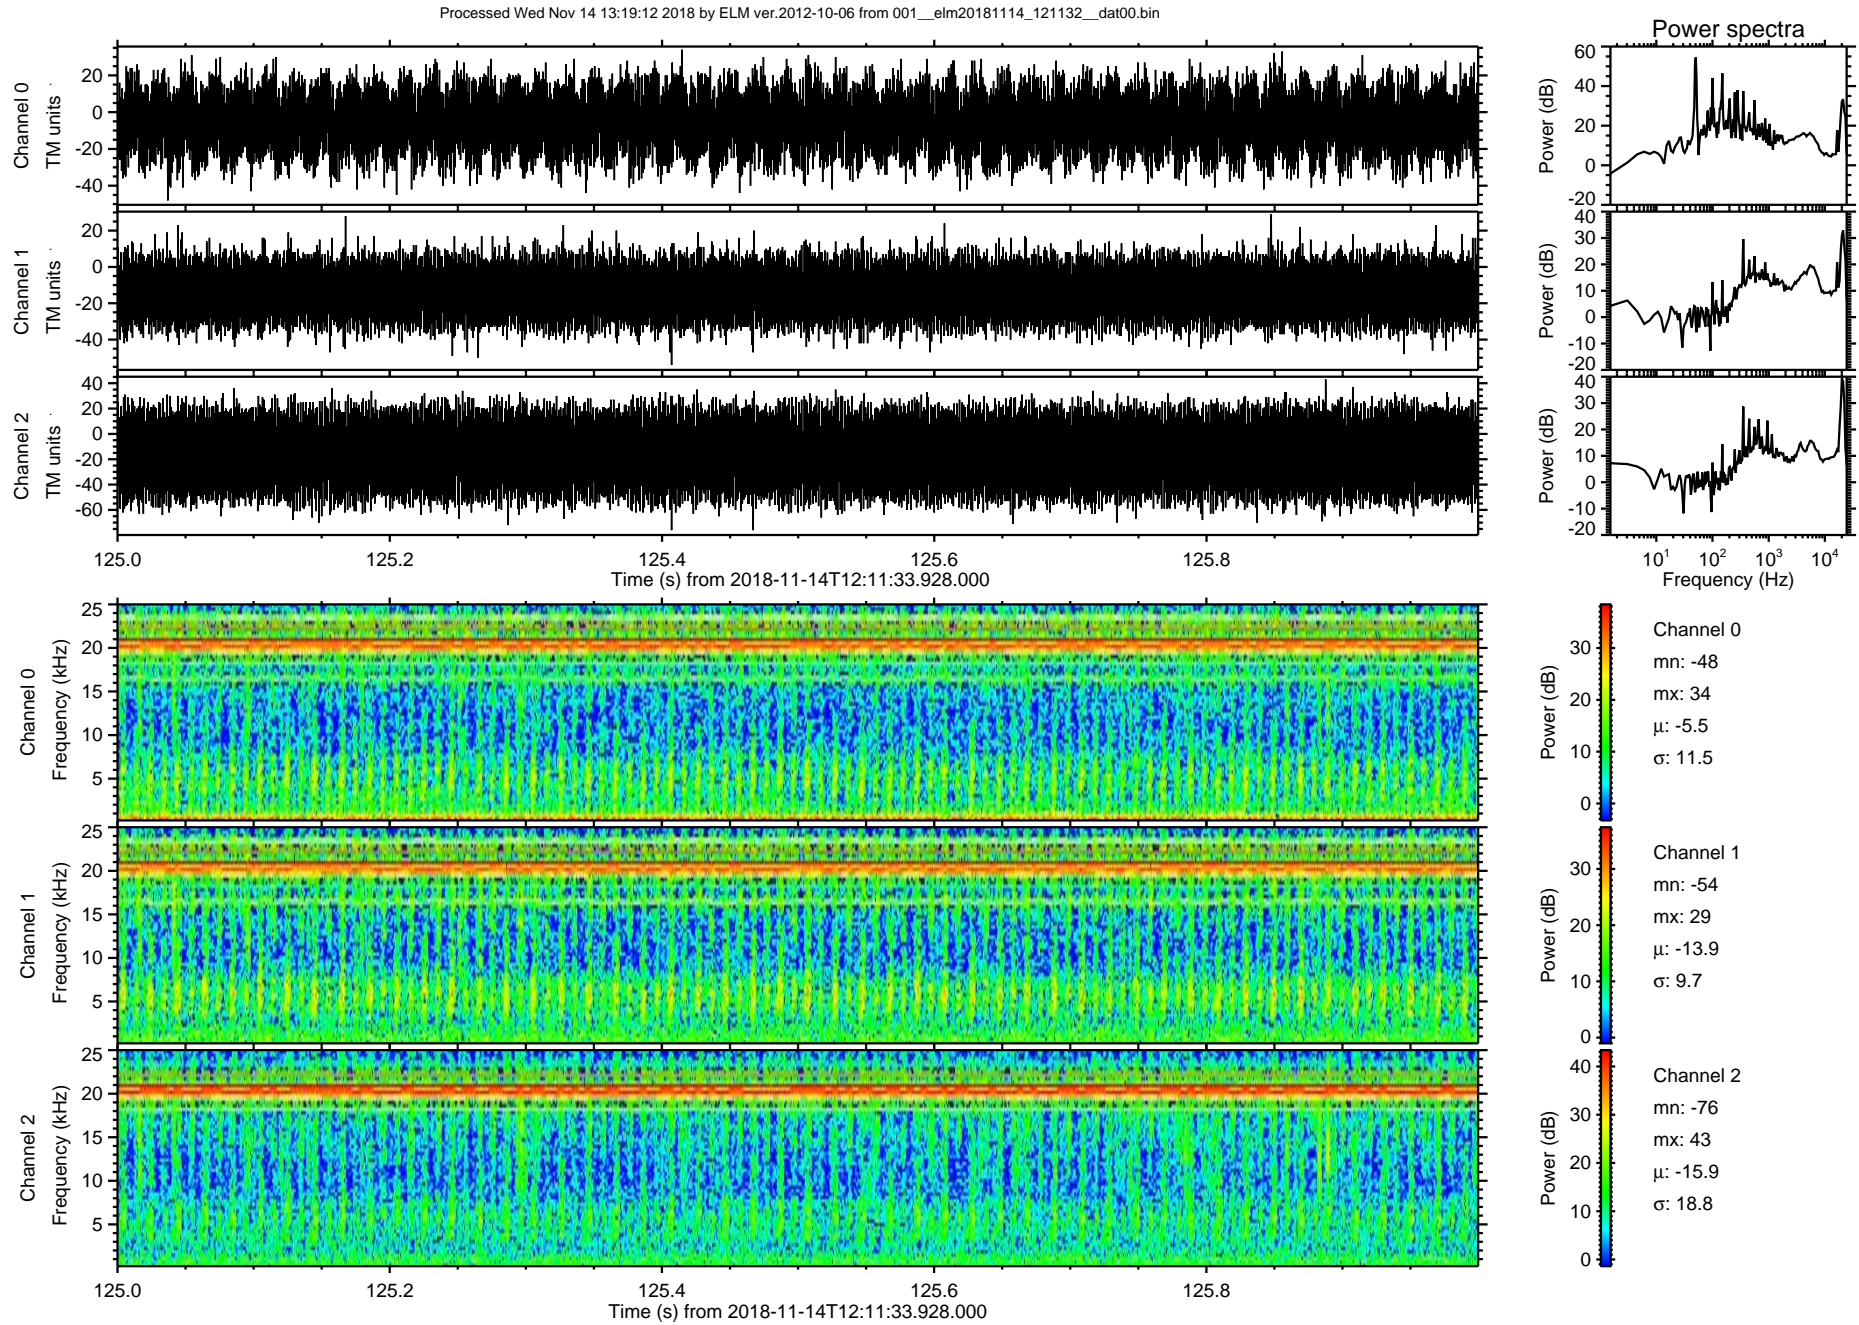 Processed Wed Nov 14 13:19:12 2018 by ELM ver.2012-10-06 from 001__elm20181114_121132__dat00.bin
Power spectra
Channel 0
TM units
20
0
-20
-40
Power (dB)
60
40
20
0
-20
Channel 1
TM units
20
0
-20
-40
Power (dB)
40
30
20
10
0
-10
-20
Channel 2
TM units
40
20
0
-20
-40
-60
Power (dB)
40
30
20
10
0
-10
-20
125.0 125.2 125.4 125.6 125.8
Time (s) from 2018-11-14T12:11:33.928.000
10¹ 10² 10³ 10⁴
Frequency (Hz)
Channel 0
Frequency (kHz)
25
20
15
10
5
Power (dB)
30
20
10
0
Channel 0
mn: -48
mx: 34
μ: -5.5
σ: 11.5
Channel 1
Frequency (kHz)
25
20
15
10
5
Power (dB)
30
20
10
0
Channel 1
mn: -54
mx: 29
μ: -13.9
σ: 9.7
Channel 2
Frequency (kHz)
25
20
15
10
5
Power (dB)
40
30
20
10
0
Channel 2
mn: -76
mx: 43
μ: -15.9
σ: 18.8
125.0 125.2 125.4 125.6 125.8
Time (s) from 2018-11-14T12:11:33.928.000